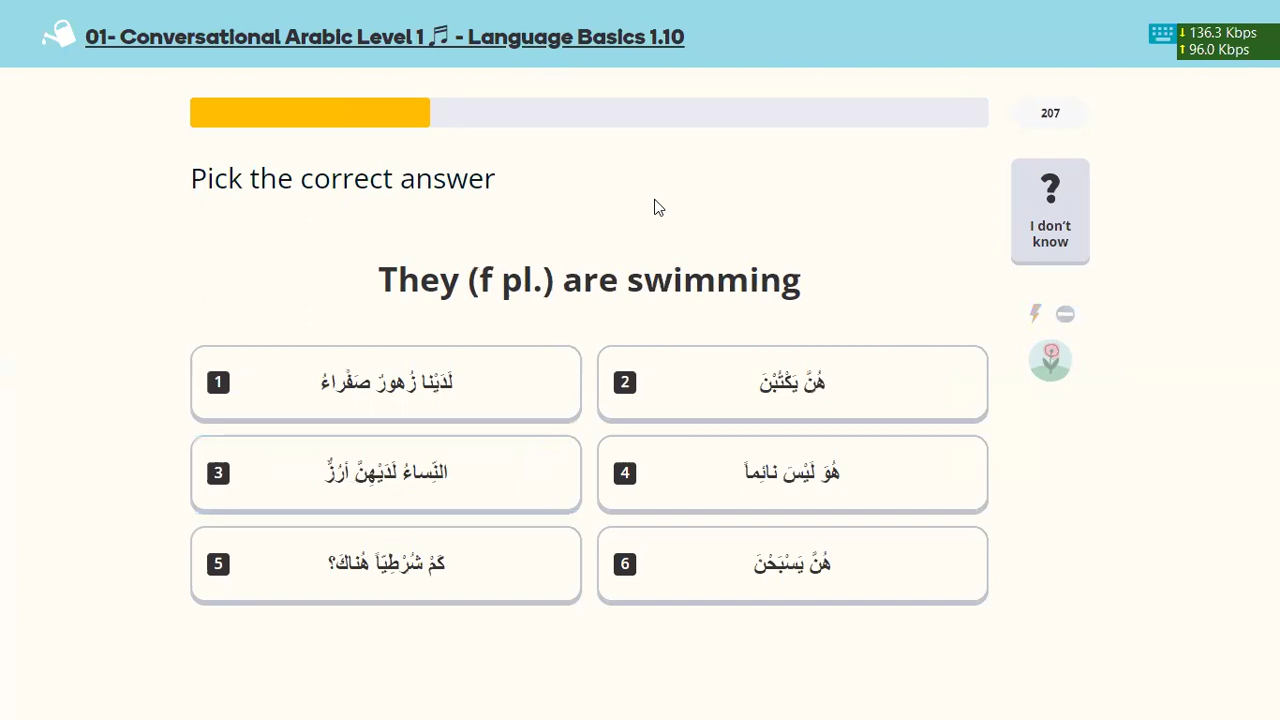 01- Conversational Arabic Level 1 🎵 - Language Basics 1.10
136.3 Kbps
96.0 Kbps
207
Pick the correct answer
?
I don't
know
They (f pl.) are swimming
1 لَدَيْنا زُهورٌ صَفْراءُ
2 هُنَّ يَكْتُبْنَ
3 النِّساءُ لَدَيْهِنَّ أرُزٌّ
4 هُوَ لَيْسَ نائِماً
5 كَمْ شُرْطِيّاً هُناكَ؟
6 هُنَّ يَسْبَحْنَ